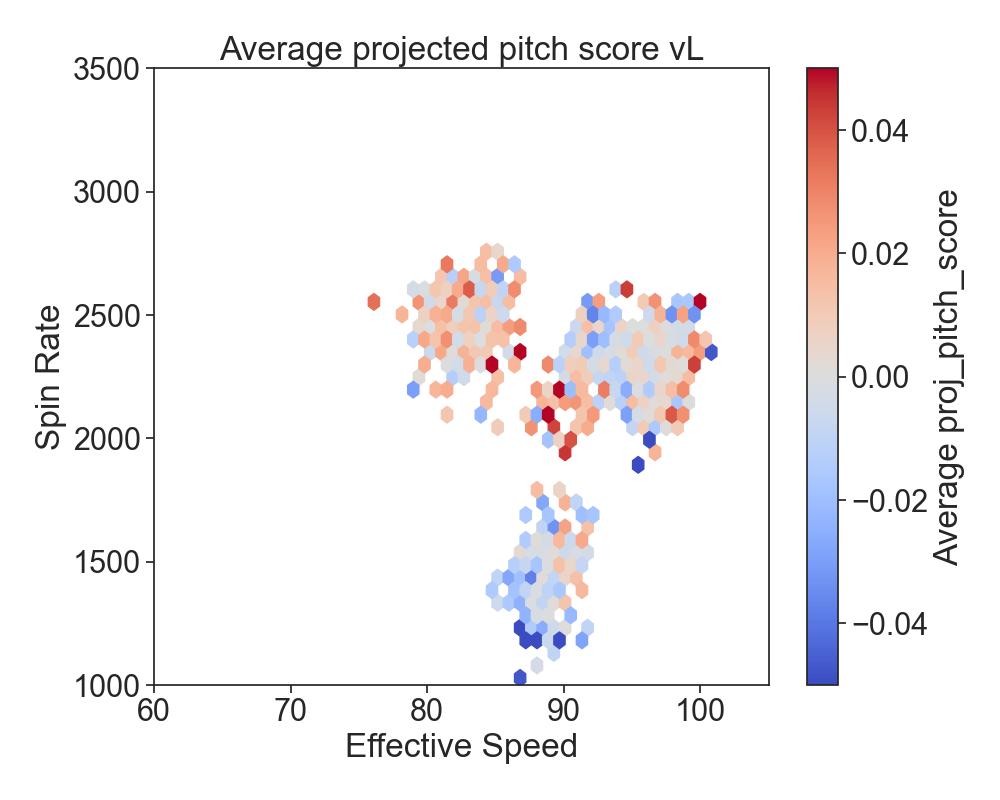 Average projected pitch score vL
3500
3000
2500
2000
1500
1000
Spin Rate
60 70 80 90 100
Effective Speed
0.04
0.02
0.00
−0.02
−0.04
Average proj_pitch_score